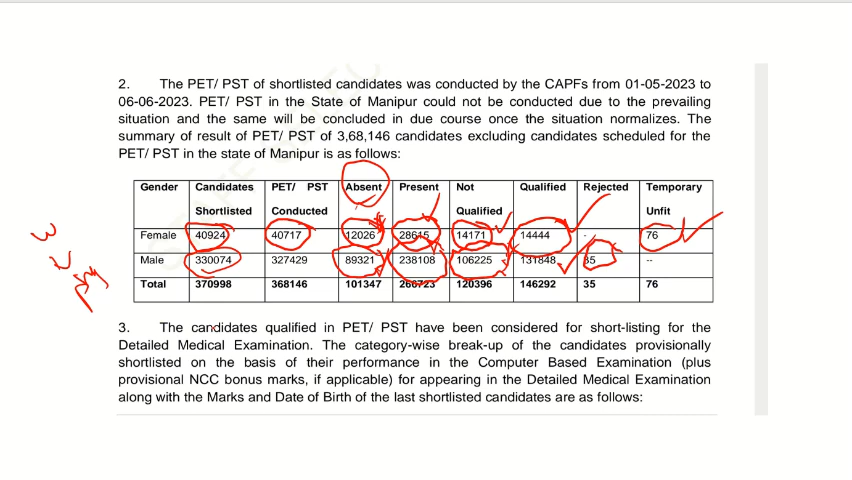 2. The PET/ PST of shortlisted candidates was conducted by the CAPFs from 01-05-2023 to
06-06-2023. PET/ PST in the State of Manipur could not be conducted due to the prevailing
situation and the same will be concluded in due course once the situation normalizes. The
summary of result of PET/ PST of 3,68,146 candidates excluding candidates scheduled for the
PET/ PST in the state of Manipur is as follows:
Gender Candidates PET/ PST Absent Present Not Qualified Rejected Temporary
Shortlisted Conducted Qualified Unfit
Female 40924 40717 12026 28615 14171 14444 - 76
Male 330074 327429 89321 238108 106225 131848 35 --
Total 370998 368146 101347 266723 120396 146292 35 76
3. The candidates qualified in PET/ PST have been considered for short-listing for the
Detailed Medical Examination. The category-wise break-up of the candidates provisionally
shortlisted on the basis of their performance in the Computer Based Examination (plus
provisional NCC bonus marks, if applicable) for appearing in the Detailed Medical Examination
along with the Marks and Date of Birth of the last shortlisted candidates are as follows: